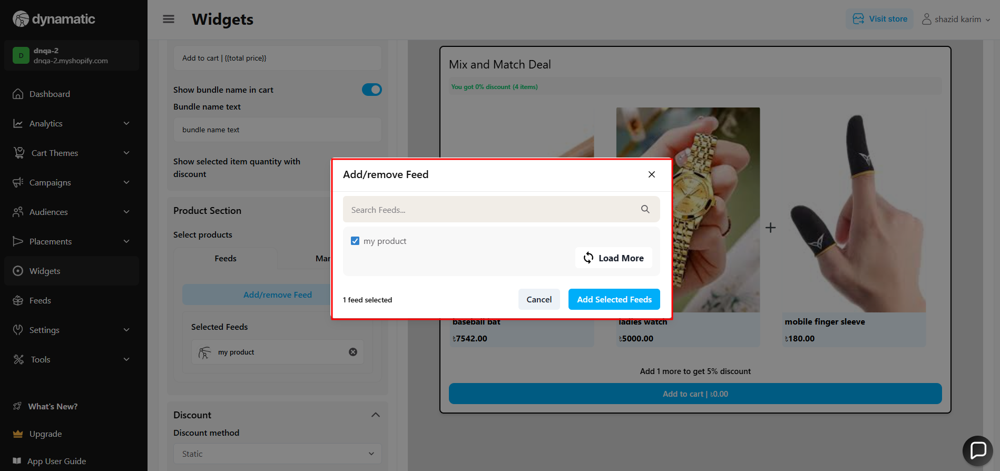 dynamatic
D
dnqa-2
dnqa-2.myshopify.com
Dashboard
Analytics
Cart Themes
Campaigns
Audiences
Placements
Widgets
Feeds
Settings
Tools
What's New?
Upgrade
App User Guide
Widgets
Visit store
shazid karim
Add to cart | {{total price}}
Show bundle name in cart
Bundle name text
bundle name text
Show selected item quantity with
discount
Product Section
Select products
Feeds
Add/remove Feed
Selected Feeds
my product
Discount
Discount method
Static
Add/remove Feed
Search Feeds...
my product
Load More
1 feed selected
Cancel
Add Selected Feeds
Mix and Match Deal
You got 0% discount (4 items)
baseball bat
৳7542.00
ladies watch
৳5000.00
mobile finger sleeve
৳180.00
Add 1 more to get 5% discount
Add to cart | ৳0.00